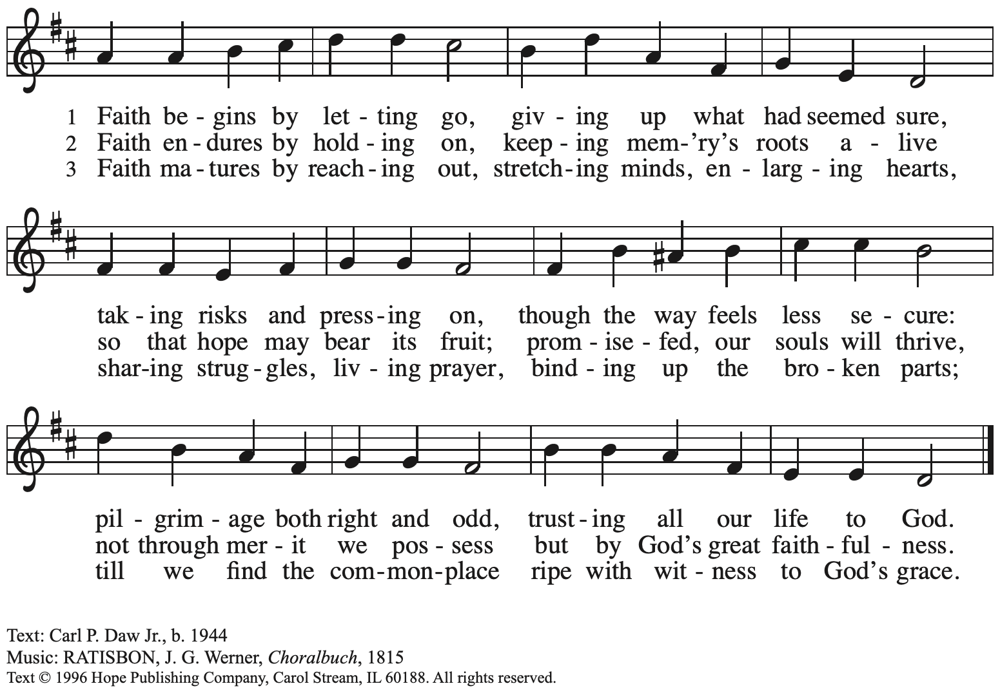 1 Faith be - gins by let - ting go, giv - ing up what had seemed sure,
2 Faith en - dures by hold - ing on, keep - ing mem-’ry’s roots a - live
3 Faith ma - tures by reach - ing out, stretch - ing minds, en - larg - ing hearts,
tak - ing risks and press - ing on, though the way feels less se - cure:
so that hope may bear its fruit; prom - ise - fed, our souls will thrive,
shar-ing strug - gles, liv - ing prayer, bind - ing up the bro - ken parts;
pil - grim - age both right and odd, trust - ing all our life to God.
not through mer - it we pos - sess but by God’s great faith - ful - ness.
till we find the com - mon - place ripe with wit - ness to God’s grace.
Text: Carl P. Daw Jr., b. 1944
Music: RATISBON, J. G. Werner, Choralbuch, 1815
Text © 1996 Hope Publishing Company, Carol Stream, IL 60188. All rights reserved.